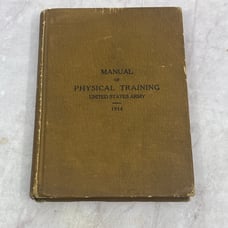 MANUAL
OF
PHYSICAL TRAINING
UNITED STATES ARMY
1914